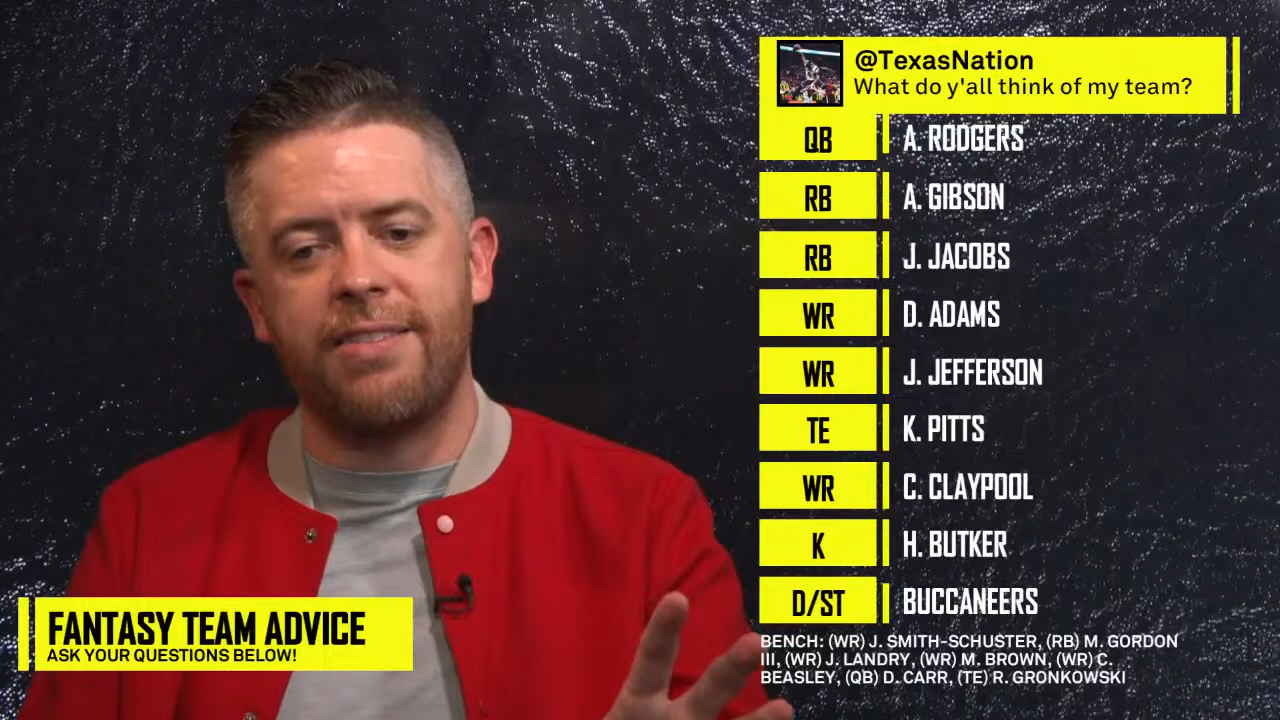 @TexasNation
What do y'all think of my team?
QB A. RODGERS
RB A. GIBSON
RB J. JACOBS
WR D. ADAMS
WR J. JEFFERSON
TE K. PITTS
WR C. CLAYPOOL
K H. BUTKER
D/ST BUCCANEERS
BENCH: (WR) J. SMITH-SCHUSTER, (RB) M. GORDON
III, (WR) J. LANDRY, (WR) M. BROWN, (WR) C.
BEASLEY, (QB) D. CARR, (TE) R. GRONKOWSKI
FANTASY TEAM ADVICE
ASK YOUR QUESTIONS BELOW!